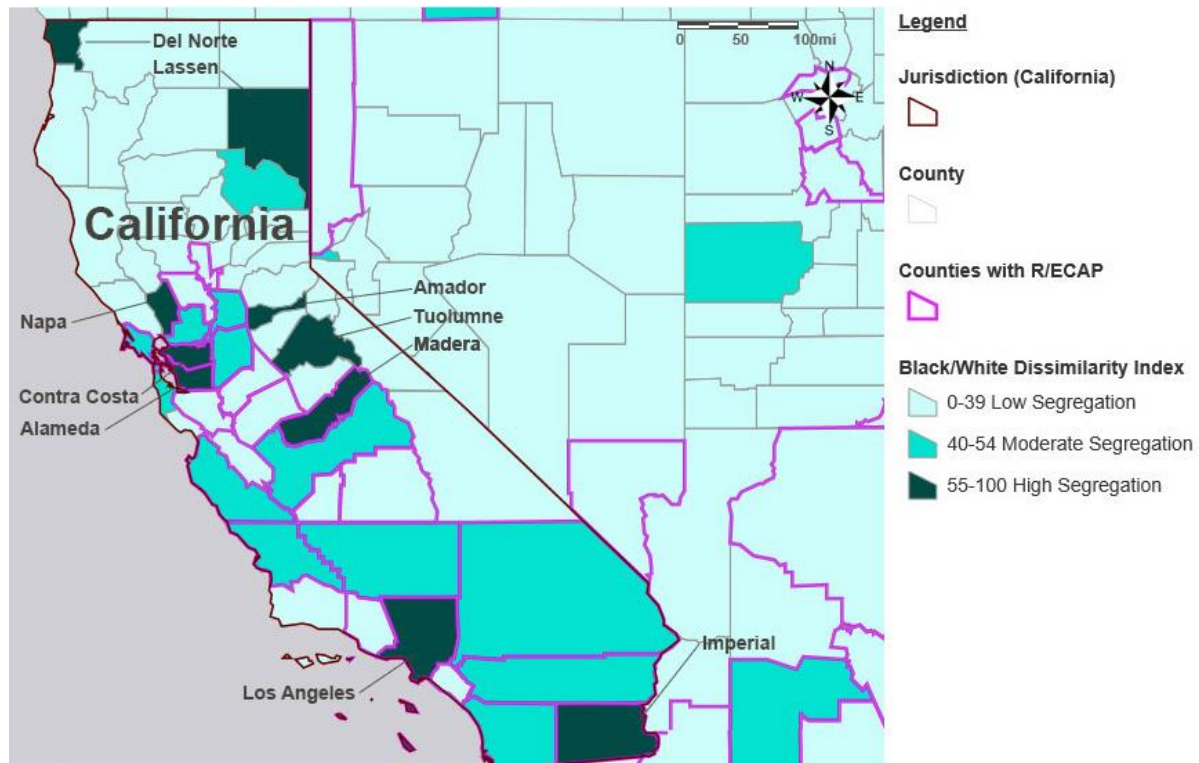 Del Norte
Lassen
California
Napa
Amador
Tuolumne
Madera
Contra Costa
Alameda
Imperial
Los Angeles
0 50 100mi
N
W E
S
Legend
Jurisdiction (California)
County
Counties with R/ECAP
Black/White Dissimilarity Index
0-39 Low Segregation
40-54 Moderate Segregation
55-100 High Segregation